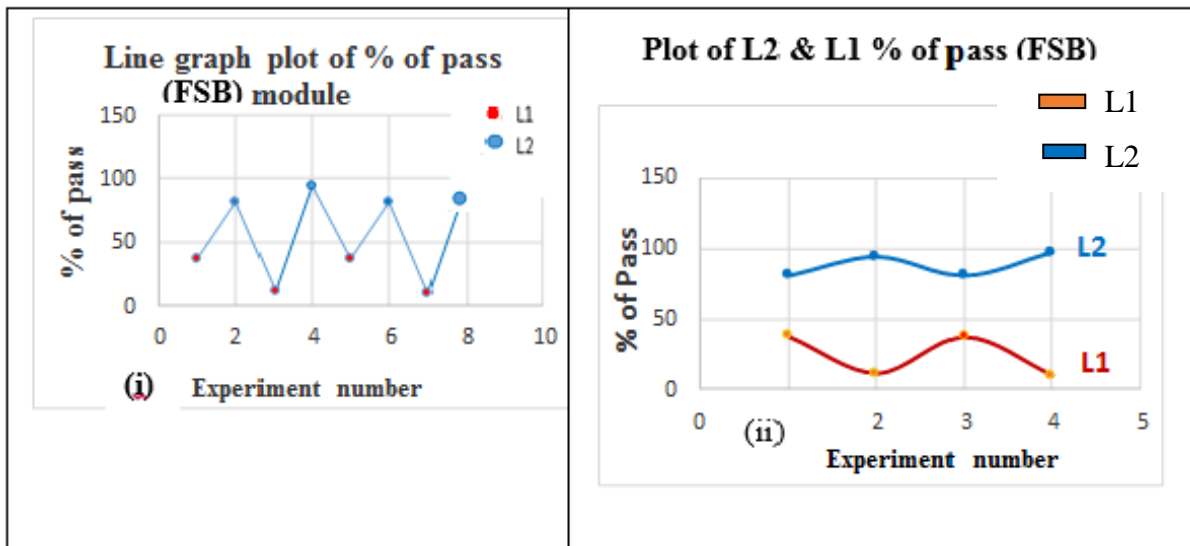 Line graph plot of % of pass
(FSB) module
L1
L2
% of pass
150
100
50
0
0 2 4 6 8 10
(i) Experiment number
Plot of L2 & L1 % of pass (FSB)
L1
L2
% of Pass
150
100
50
0
L2
L1
0 2 3 4 5
(ii)
Experiment number